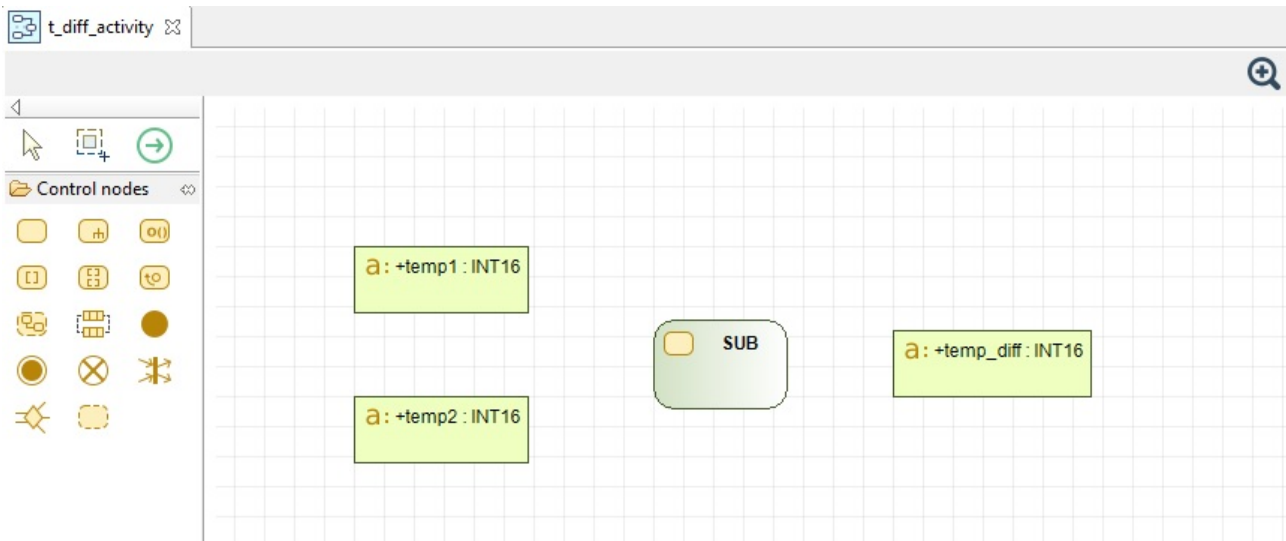 t_diff_activity
Control nodes
O()
a: +temp1 : INT16
SUB
a: +temp_diff : INT16
a: +temp2 : INT16